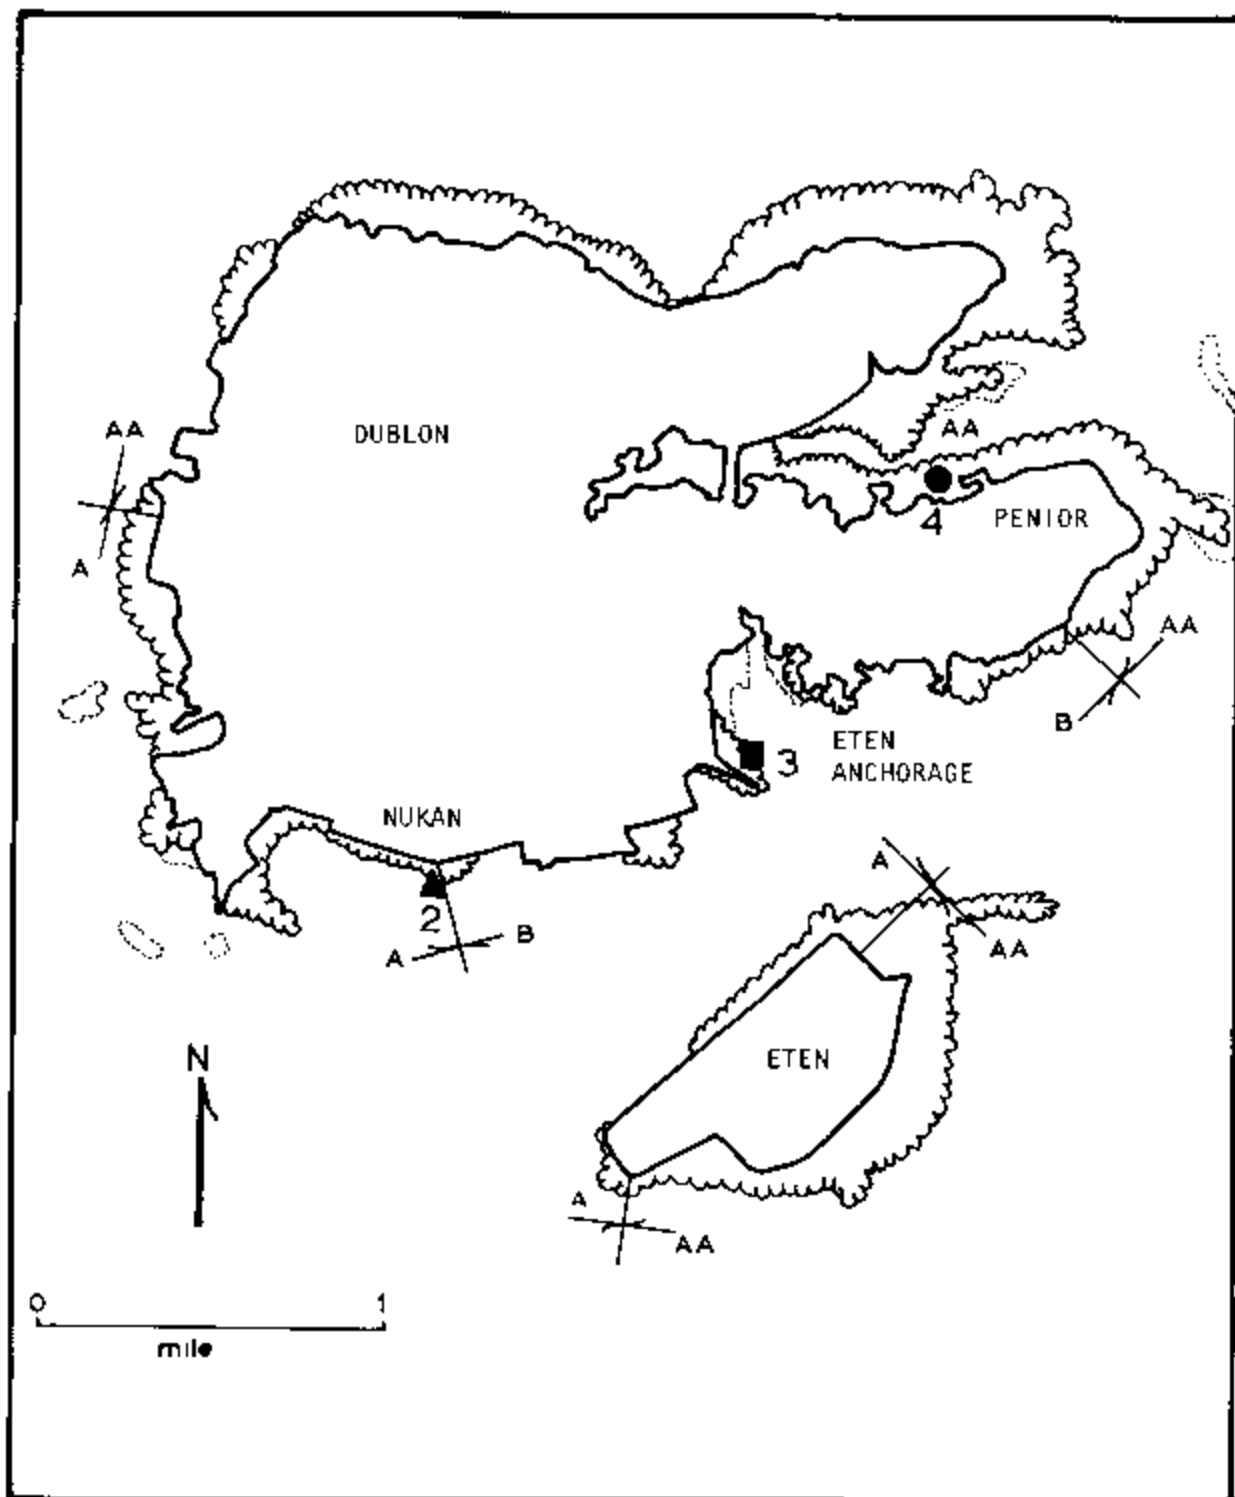 AA
DUBLON
AA
4
PENIOR
A
AA
B
3
ETEN
ANCHORAGE
NUKAN
2
A
B
A
AA
N
ETEN
A
AA
0 1
mile